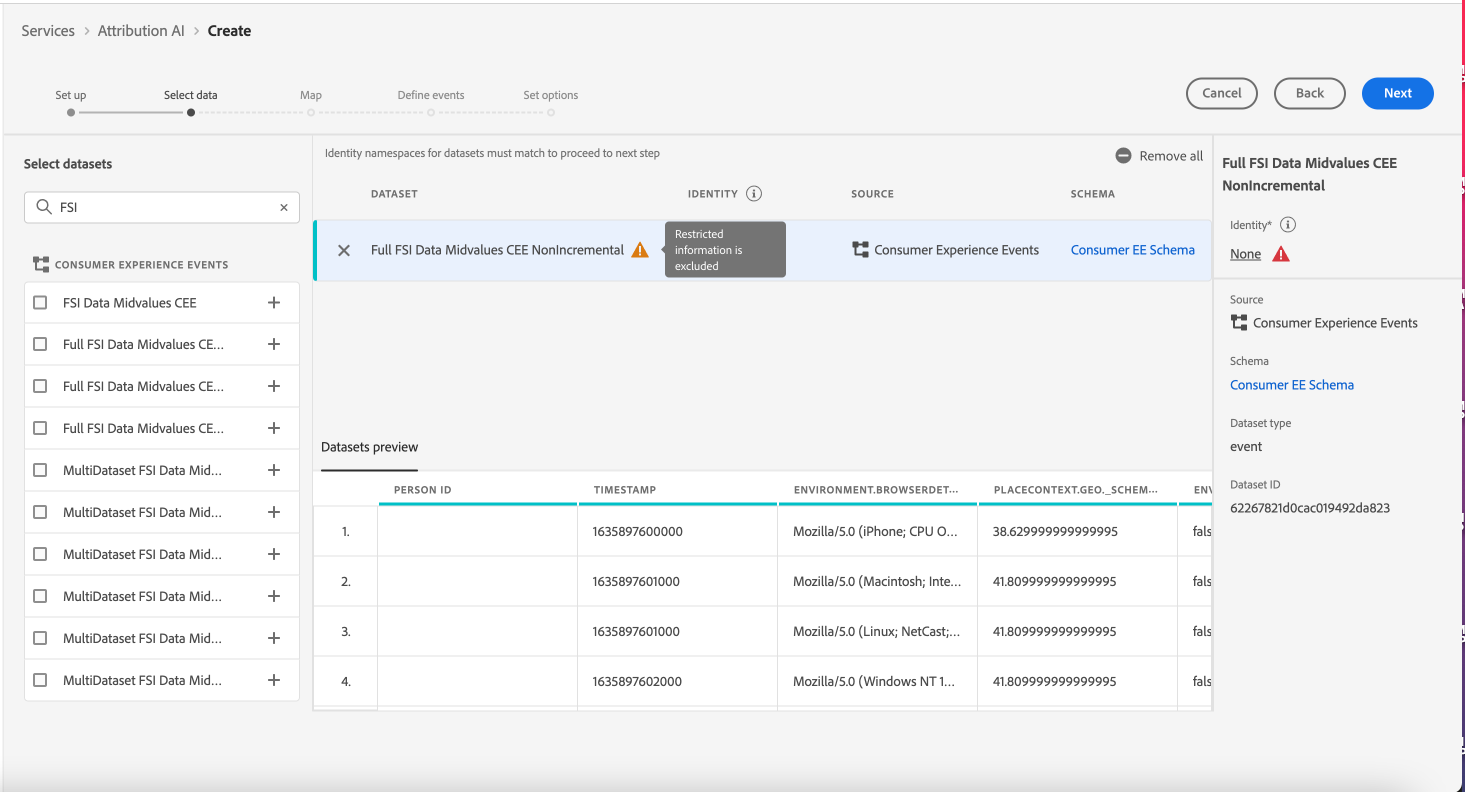 Services > Attribution AI > Create
Set up
Select data
Map
Define events
Set options
Cancel
Back
Next
Select datasets
FSI
CONSUMER EXPERIENCE EVENTS
FSI Data Midvalues CEE
Full FSI Data Midvalues CE...
Full FSI Data Midvalues CE...
Full FSI Data Midvalues CE...
MultiDataset FSI Data Mid...
MultiDataset FSI Data Mid...
MultiDataset FSI Data Mid...
MultiDataset FSI Data Mid...
MultiDataset FSI Data Mid...
MultiDataset FSI Data Mid...
Identity namespaces for datasets must match to proceed to next step
Remove all
DATASET IDENTITY SOURCE SCHEMA
Full FSI Data Midvalues CEE NonIncremental
Restricted
information is
excluded
Consumer Experience Events
Consumer EE Schema
Datasets preview
PERSON ID TIMESTAMP ENVIRONMENT.BROWSERDET... PLACECONTEXT.GEO._SCHEM... ENV
1. 1635897600000 Mozilla/5.0 (iPhone; CPU O... 38.629999999999995 fals
2. 1635897601000 Mozilla/5.0 (Macintosh; Inte... 41.809999999999995 fals
3. 1635897601000 Mozilla/5.0 (Linux; NetCast;... 41.809999999999995 fals
4. 1635897602000 Mozilla/5.0 (Windows NT 1... 41.809999999999995 fals
Full FSI Data Midvalues CEE
NonIncremental
Identity*
None
Source
Consumer Experience Events
Schema
Consumer EE Schema
Dataset type
event
Dataset ID
62267821d0cac019492da823